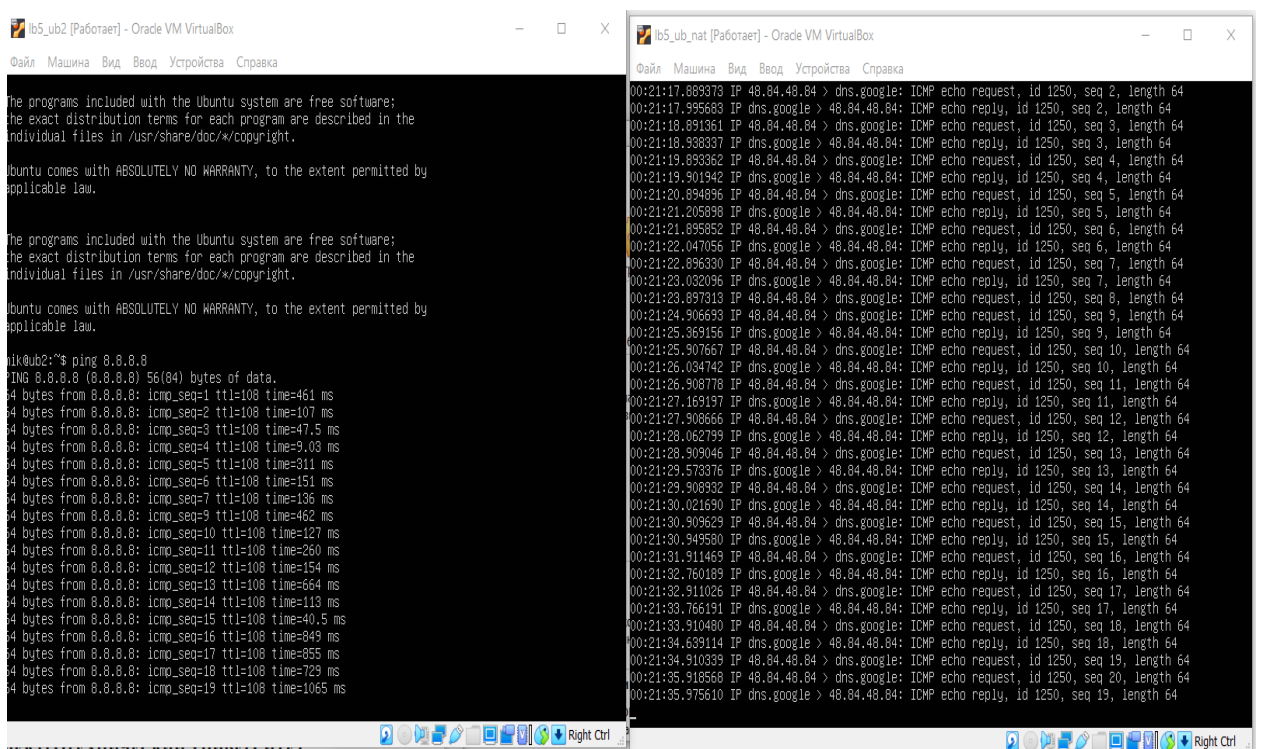 lb5_ub2 [Работает] - Oracle VM VirtualBox
Файл Машина Вид Ввод Устройства Справка
The programs included with the Ubuntu system are free software;
the exact distribution terms for each program are described in the
individual files in /usr/share/doc/*/copyright.
Ubuntu comes with ABSOLUTELY NO WARRANTY, to the extent permitted by
applicable law.
The programs included with the Ubuntu system are free software;
the exact distribution terms for each program are described in the
individual files in /usr/share/doc/*/copyright.
Ubuntu comes with ABSOLUTELY NO WARRANTY, to the extent permitted by
applicable law.
nik@ub2:~$ ping 8.8.8.8
PING 8.8.8.8 (8.8.8.8) 56(84) bytes of data.
64 bytes from 8.8.8.8: icmp_seq=1 ttl=108 time=461 ms
64 bytes from 8.8.8.8: icmp_seq=2 ttl=108 time=107 ms
64 bytes from 8.8.8.8: icmp_seq=3 ttl=108 time=47.5 ms
64 bytes from 8.8.8.8: icmp_seq=4 ttl=108 time=9.03 ms
64 bytes from 8.8.8.8: icmp_seq=5 ttl=108 time=311 ms
64 bytes from 8.8.8.8: icmp_seq=6 ttl=108 time=151 ms
64 bytes from 8.8.8.8: icmp_seq=7 ttl=108 time=136 ms
64 bytes from 8.8.8.8: icmp_seq=9 ttl=108 time=462 ms
64 bytes from 8.8.8.8: icmp_seq=10 ttl=108 time=127 ms
64 bytes from 8.8.8.8: icmp_seq=11 ttl=108 time=260 ms
64 bytes from 8.8.8.8: icmp_seq=12 ttl=108 time=154 ms
64 bytes from 8.8.8.8: icmp_seq=13 ttl=108 time=664 ms
64 bytes from 8.8.8.8: icmp_seq=14 ttl=108 time=113 ms
64 bytes from 8.8.8.8: icmp_seq=15 ttl=108 time=40.5 ms
64 bytes from 8.8.8.8: icmp_seq=16 ttl=108 time=849 ms
64 bytes from 8.8.8.8: icmp_seq=17 ttl=108 time=855 ms
64 bytes from 8.8.8.8: icmp_seq=18 ttl=108 time=729 ms
64 bytes from 8.8.8.8: icmp_seq=19 ttl=108 time=1065 ms
Right Ctrl
lb5_ub_nat [Работает] - Oracle VM VirtualBox
Файл Машина Вид Ввод Устройства Справка
00:21:17.889373 IP 48.84.48.84 > dns.google: ICMP echo request, id 1250, seq 2, length 64
00:21:17.995683 IP dns.google > 48.84.48.84: ICMP echo reply, id 1250, seq 2, length 64
00:21:18.891361 IP 48.84.48.84 > dns.google: ICMP echo request, id 1250, seq 3, length 64
00:21:18.938337 IP dns.google > 48.84.48.84: ICMP echo reply, id 1250, seq 3, length 64
00:21:19.893362 IP 48.84.48.84 > dns.google: ICMP echo request, id 1250, seq 4, length 64
00:21:19.901942 IP dns.google > 48.84.48.84: ICMP echo reply, id 1250, seq 4, length 64
00:21:20.894896 IP 48.84.48.84 > dns.google: ICMP echo request, id 1250, seq 5, length 64
00:21:21.205898 IP dns.google > 48.84.48.84: ICMP echo reply, id 1250, seq 5, length 64
00:21:21.895852 IP 48.84.48.84 > dns.google: ICMP echo request, id 1250, seq 6, length 64
00:21:22.047056 IP dns.google > 48.84.48.84: ICMP echo reply, id 1250, seq 6, length 64
00:21:22.896330 IP 48.84.48.84 > dns.google: ICMP echo request, id 1250, seq 7, length 64
00:21:23.032096 IP dns.google > 48.84.48.84: ICMP echo reply, id 1250, seq 7, length 64
00:21:23.897313 IP 48.84.48.84 > dns.google: ICMP echo request, id 1250, seq 8, length 64
00:21:24.906693 IP 48.84.48.84 > dns.google: ICMP echo request, id 1250, seq 9, length 64
00:21:25.369156 IP dns.google > 48.84.48.84: ICMP echo reply, id 1250, seq 9, length 64
00:21:25.907667 IP 48.84.48.84 > dns.google: ICMP echo request, id 1250, seq 10, length 64
00:21:26.034742 IP dns.google > 48.84.48.84: ICMP echo reply, id 1250, seq 10, length 64
00:21:26.908778 IP 48.84.48.84 > dns.google: ICMP echo request, id 1250, seq 11, length 64
00:21:27.169197 IP dns.google > 48.84.48.84: ICMP echo reply, id 1250, seq 11, length 64
00:21:27.908666 IP 48.84.48.84 > dns.google: ICMP echo request, id 1250, seq 12, length 64
00:21:28.062799 IP dns.google > 48.84.48.84: ICMP echo reply, id 1250, seq 12, length 64
00:21:28.909046 IP 48.84.48.84 > dns.google: ICMP echo request, id 1250, seq 13, length 64
00:21:29.573376 IP dns.google > 48.84.48.84: ICMP echo reply, id 1250, seq 13, length 64
00:21:29.908932 IP 48.84.48.84 > dns.google: ICMP echo request, id 1250, seq 14, length 64
00:21:30.021690 IP dns.google > 48.84.48.84: ICMP echo reply, id 1250, seq 14, length 64
00:21:30.909629 IP 48.84.48.84 > dns.google: ICMP echo request, id 1250, seq 15, length 64
00:21:30.949580 IP dns.google > 48.84.48.84: ICMP echo reply, id 1250, seq 15, length 64
00:21:31.911469 IP 48.84.48.84 > dns.google: ICMP echo request, id 1250, seq 16, length 64
00:21:32.760189 IP dns.google > 48.84.48.84: ICMP echo reply, id 1250, seq 16, length 64
00:21:32.911026 IP 48.84.48.84 > dns.google: ICMP echo request, id 1250, seq 17, length 64
00:21:33.766191 IP dns.google > 48.84.48.84: ICMP echo reply, id 1250, seq 17, length 64
00:21:33.910480 IP 48.84.48.84 > dns.google: ICMP echo request, id 1250, seq 18, length 64
00:21:34.639114 IP dns.google > 48.84.48.84: ICMP echo reply, id 1250, seq 18, length 64
00:21:34.910339 IP 48.84.48.84 > dns.google: ICMP echo request, id 1250, seq 19, length 64
00:21:35.918568 IP 48.84.48.84 > dns.google: ICMP echo request, id 1250, seq 20, length 64
00:21:35.975610 IP dns.google > 48.84.48.84: ICMP echo reply, id 1250, seq 19, length 64
Right Ctrl